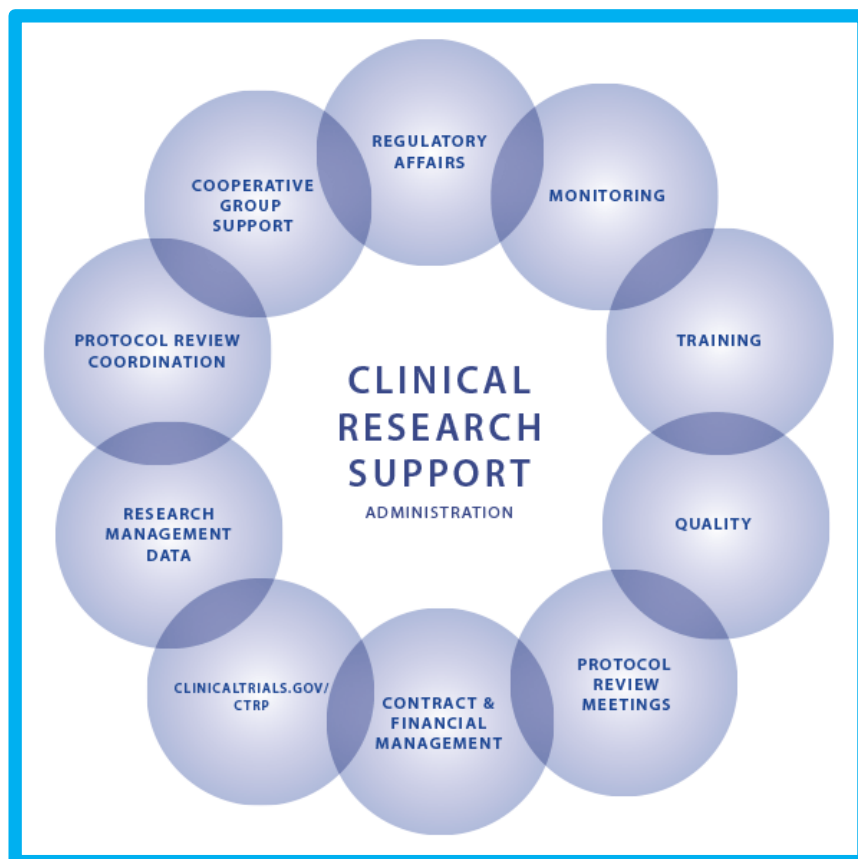 REGULATORY
AFFAIRS
MONITORING
TRAINING
QUALITY
PROTOCOL
REVIEW
MEETINGS
CONTRACT &
FINANCIAL
MANAGEMENT
CLINICALTRIALS.GOV/
CTRP
RESEARCH
MANAGEMENT
DATA
PROTOCOL REVIEW
COORDINATION
COOPERATIVE
GROUP
SUPPORT
CLINICAL
RESEARCH
SUPPORT
ADMINISTRATION